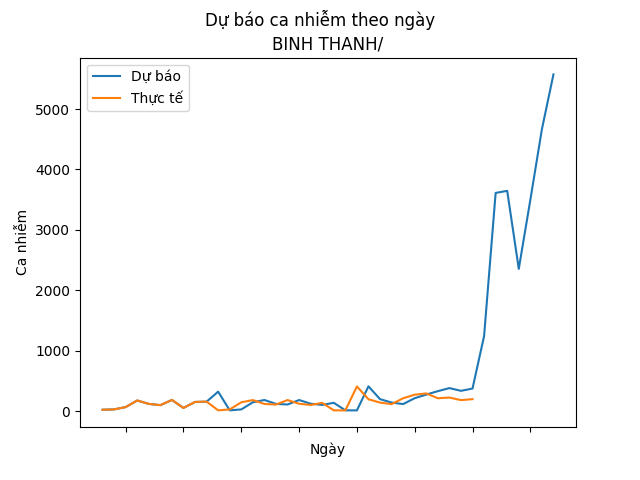 Dự báo ca nhiễm theo ngày
BINH THANH/
Dự báo
Thực tế
5000
4000
3000
2000
1000
0
Ca nhiễm
Ngày